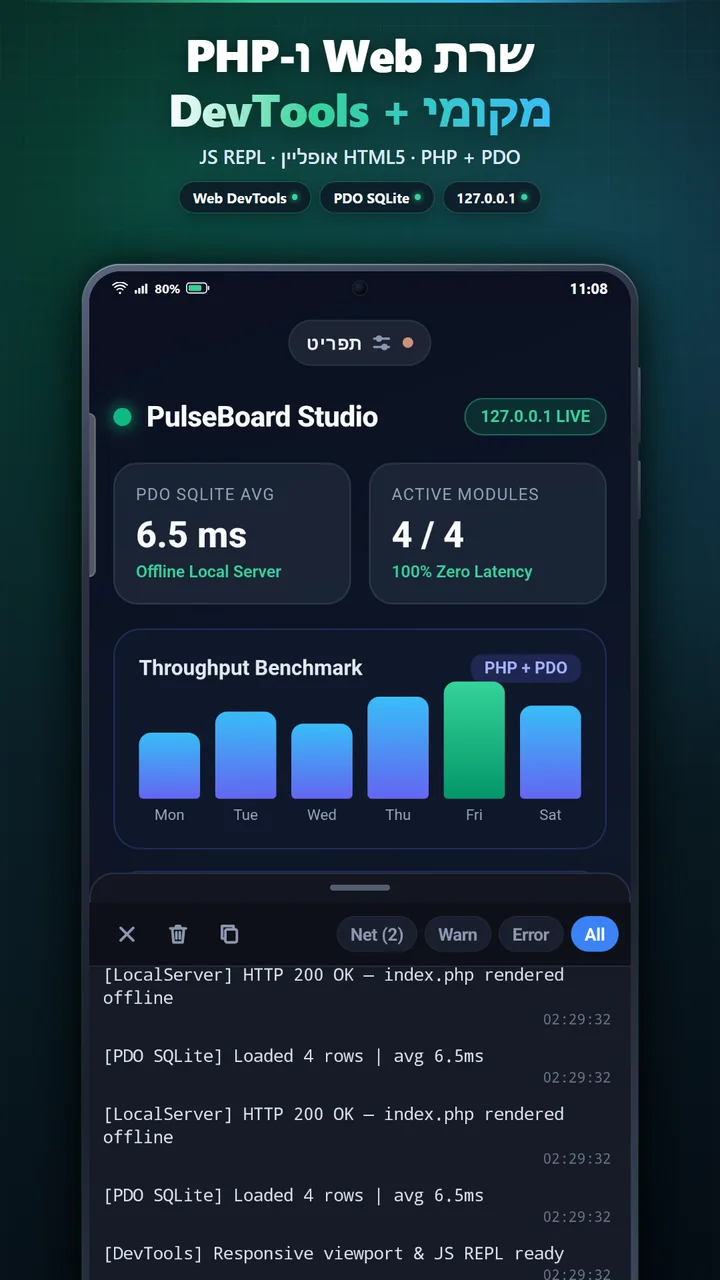 שרת Web ו-PHP
מקומי + DevTools
JS REPL · אופליין HTML5 · PHP + PDO
Web DevTools
PDO SQLite
127.0.0.1
80%
11:08
תפריט
PulseBoard Studio
127.0.0.1 LIVE
PDO SQLITE AVG
6.5 ms
Offline Local Server
ACTIVE MODULES
4 / 4
100% Zero Latency
Throughput Benchmark
PHP + PDO
Mon Tue Wed Thu Fri Sat
Net (2) Warn Error All
[LocalServer] HTTP 200 OK — index.php rendered
offline
02:29:32
[PDO SQLite] Loaded 4 rows | avg 6.5ms
02:29:32
[LocalServer] HTTP 200 OK — index.php rendered
offline
02:29:32
[PDO SQLite] Loaded 4 rows | avg 6.5ms
02:29:32
[DevTools] Responsive viewport & JS REPL ready
02:29:32